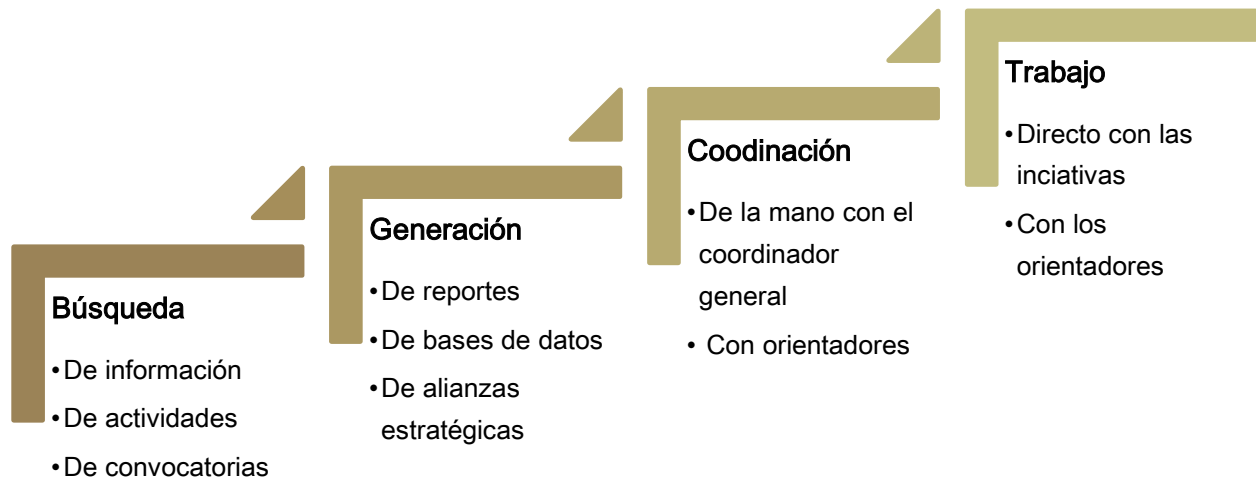 Búsqueda
•De información
•De actividades
•De convocatorias
Generación
•De reportes
•De bases de datos
•De alianzas
estratégicas
Coodinación
•De la mano con el
coordinador
general
• Con orientadores
Trabajo
•Directo con las
inciativas
•Con los
orientadores